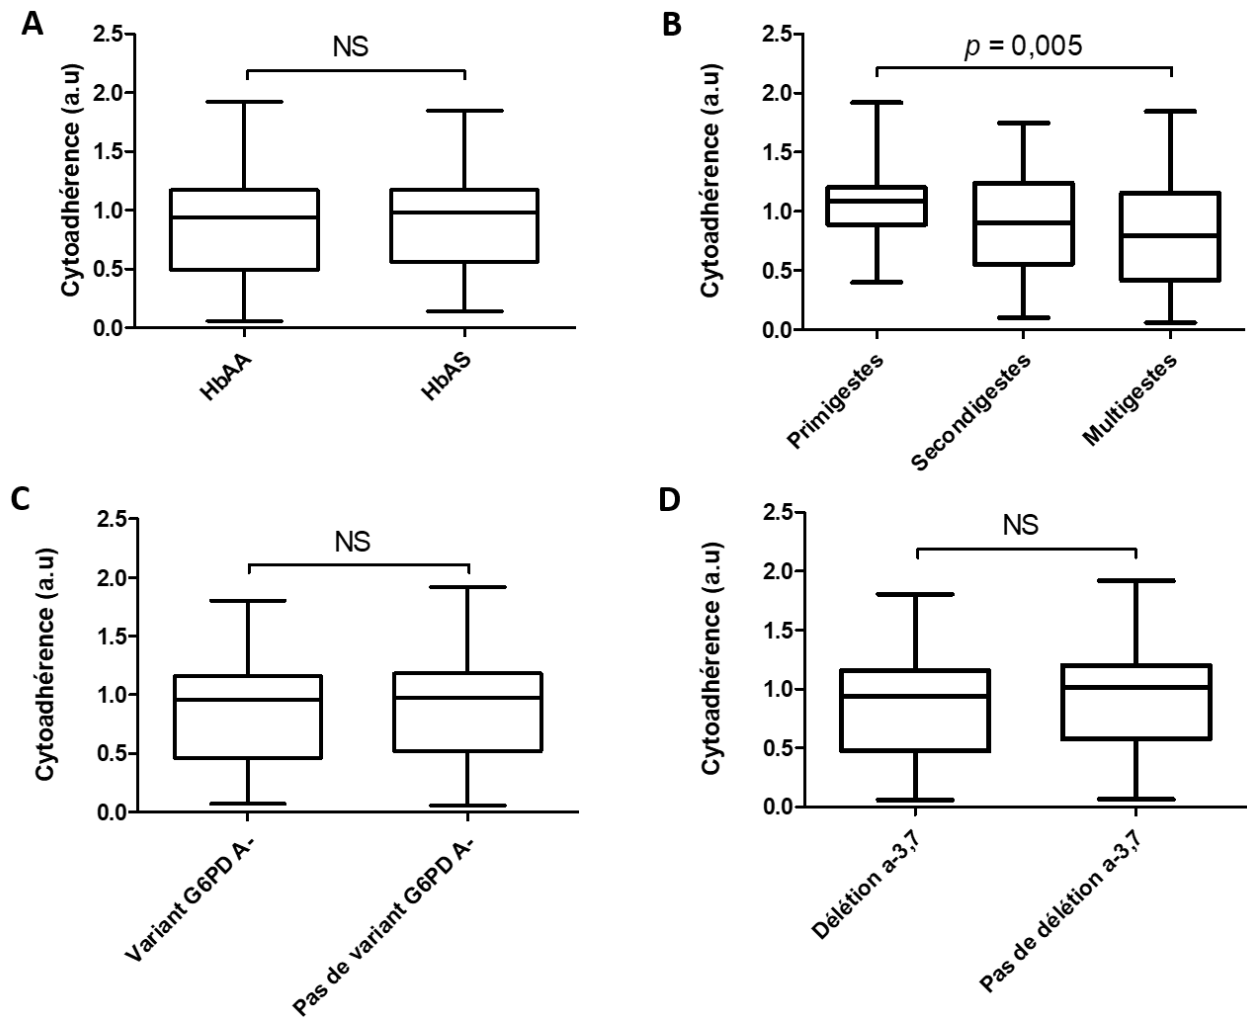 A
NS
Cytoadhérence (a.u)
2.5
2.0
1.5
1.0
0.5
0.0
HbAA
HbAS
B
p = 0,005
Cytoadhérence (a.u)
2.5
2.0
1.5
1.0
0.5
0.0
Primigestes
Secondigestes
Multigestes
C
NS
Cytoadhérence (a.u)
2.5
2.0
1.5
1.0
0.5
0.0
Variant G6PD A-
Pas de variant G6PD A-
D
NS
Cytoadhérence (a.u)
2.5
2.0
1.5
1.0
0.5
0.0
Délétion a-3,7
Pas de délétion a-3,7